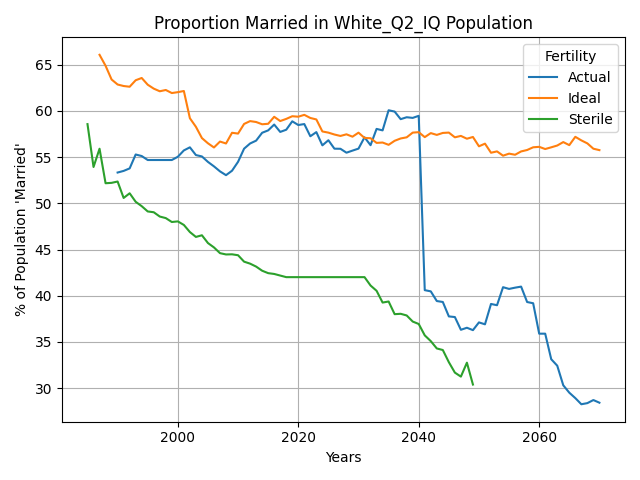 Proportion Married in White_Q2_IQ Population
% of Population 'Married'
65
60
55
50
45
40
35
30
Fertility
Actual
Ideal
Sterile
2000
2020
2040
2060
Years